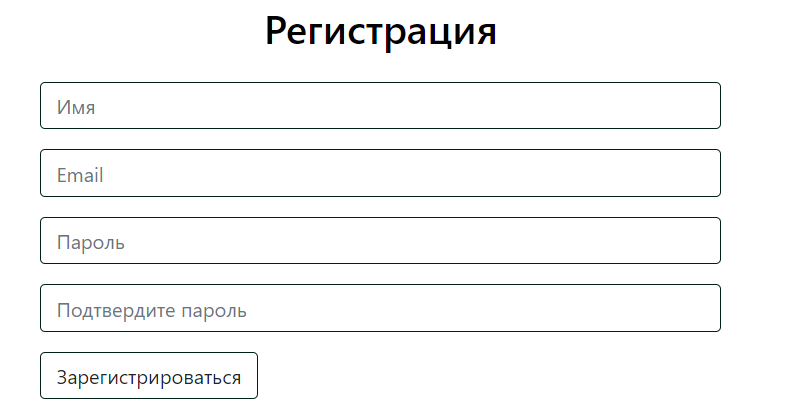 Регистрация
Имя
Email
Пароль
Подтвердите пароль
Зарегистрироваться